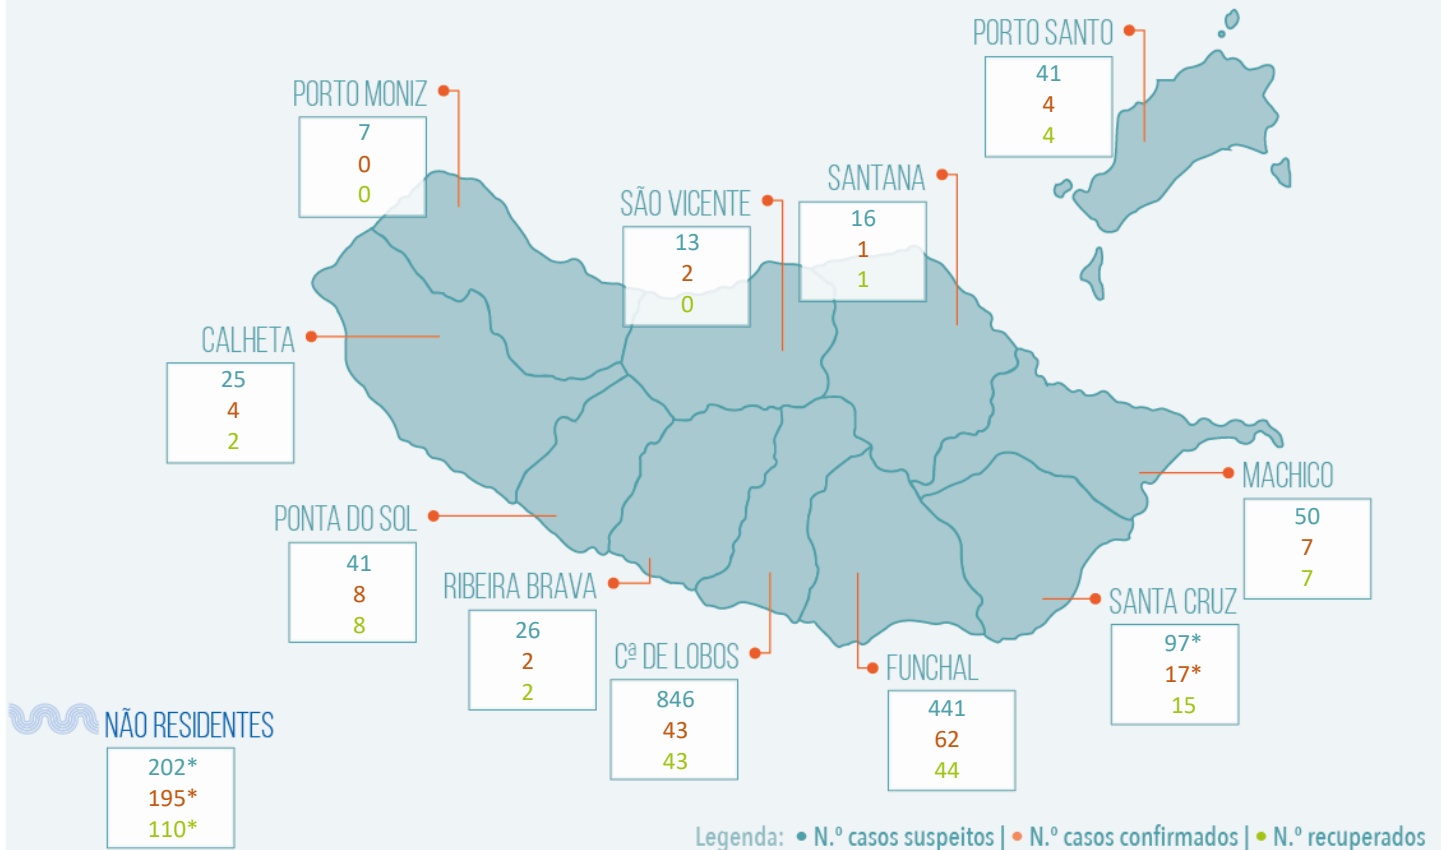 PORTO SANTO
41
4
4
PORTO MONIZ
7
0
0
SANTANA
16
1
1
SÃO VICENTE
13
2
0
CALHETA
25
4
2
MACHICO
50
7
7
PONTA DO SOL
41
8
8
RIBEIRA BRAVA
26
2
2
SANTA CRUZ
97*
17*
15
Cª DE LOBOS
846
43
43
FUNCHAL
441
62
44
NÃO RESIDENTES
202*
195*
110*
Legenda: • N.º casos suspeitos | • N.º casos confirmados | • N.º recuperados